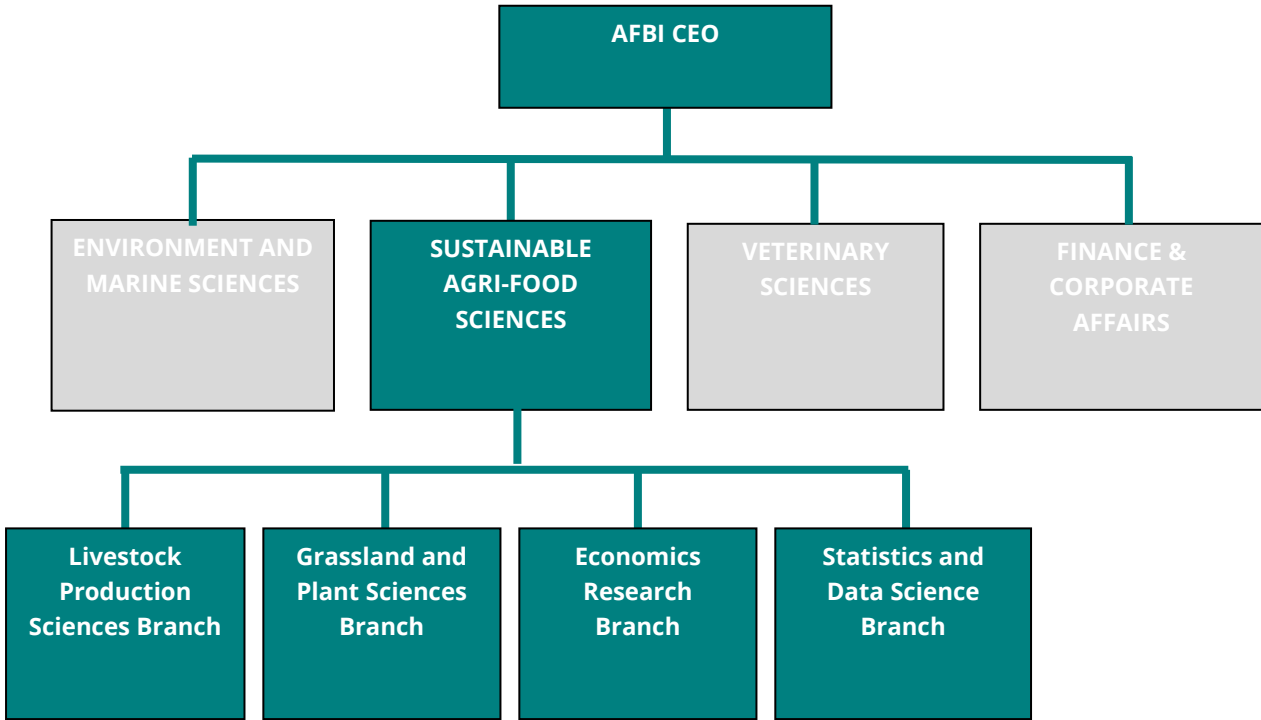 AFBI CEO
ENVIRONMENT AND
MARINE SCIENCES
SUSTAINABLE
AGRI-FOOD
SCIENCES
VETERINARY
SCIENCES
FINANCE &
CORPORATE
AFFAIRS
Livestock
Production
Sciences Branch
Grassland and
Plant Sciences
Branch
Economics
Research
Branch
Statistics and
Data Science
Branch